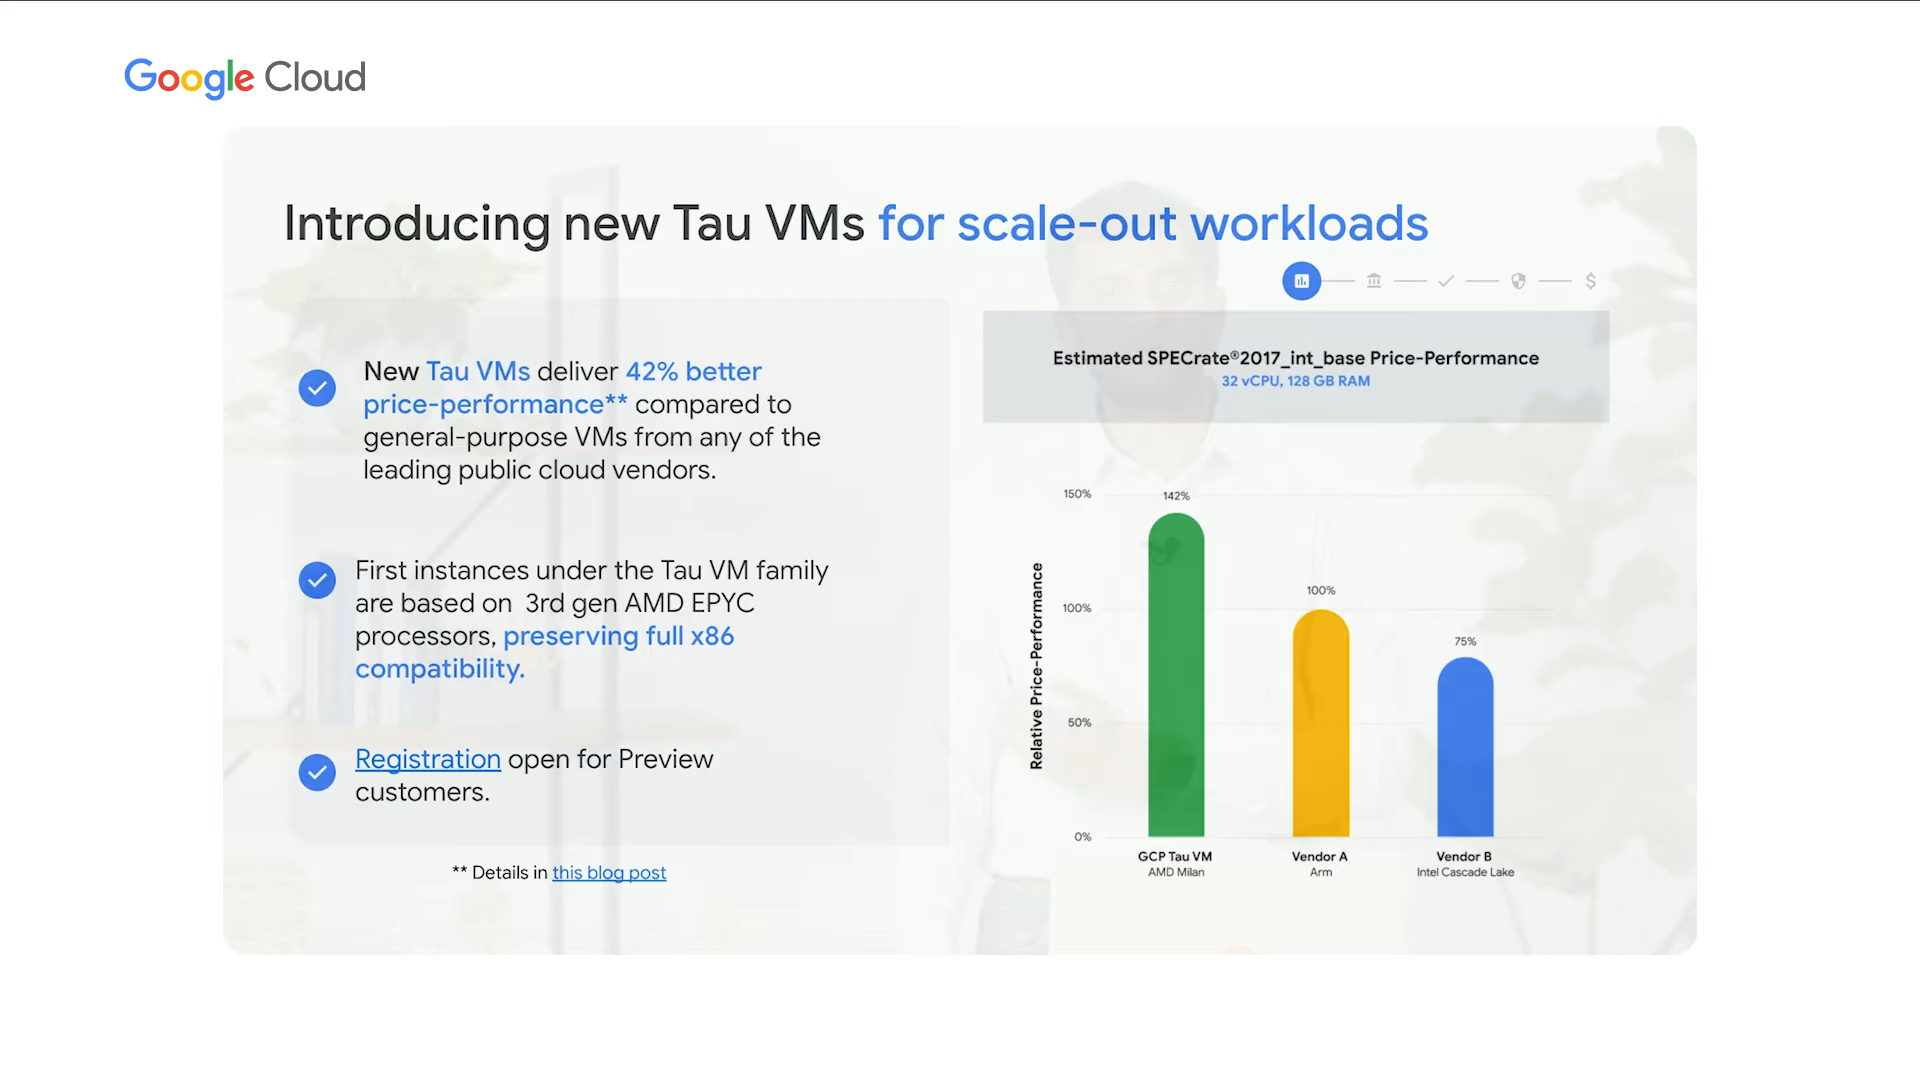 Google Cloud
Introducing new Tau VMs for scale-out workloads
New Tau VMs deliver 42% better
price-performance** compared to
general-purpose VMs from any of the
leading public cloud vendors.
First instances under the Tau VM family
are based on 3rd gen AMD EPYC
processors, preserving full x86
compatibility.
Registration open for Preview
customers.
** Details in this blog post
$
Estimated SPECrate®2017_int_base Price-Performance
32 vCPU, 128 GB RAM
Relative Price-Performance
150%
100%
50%
0%
142%
100%
75%
GCP Tau VM
AMD Milan
Vendor A
Arm
Vendor B
Intel Cascade Lake